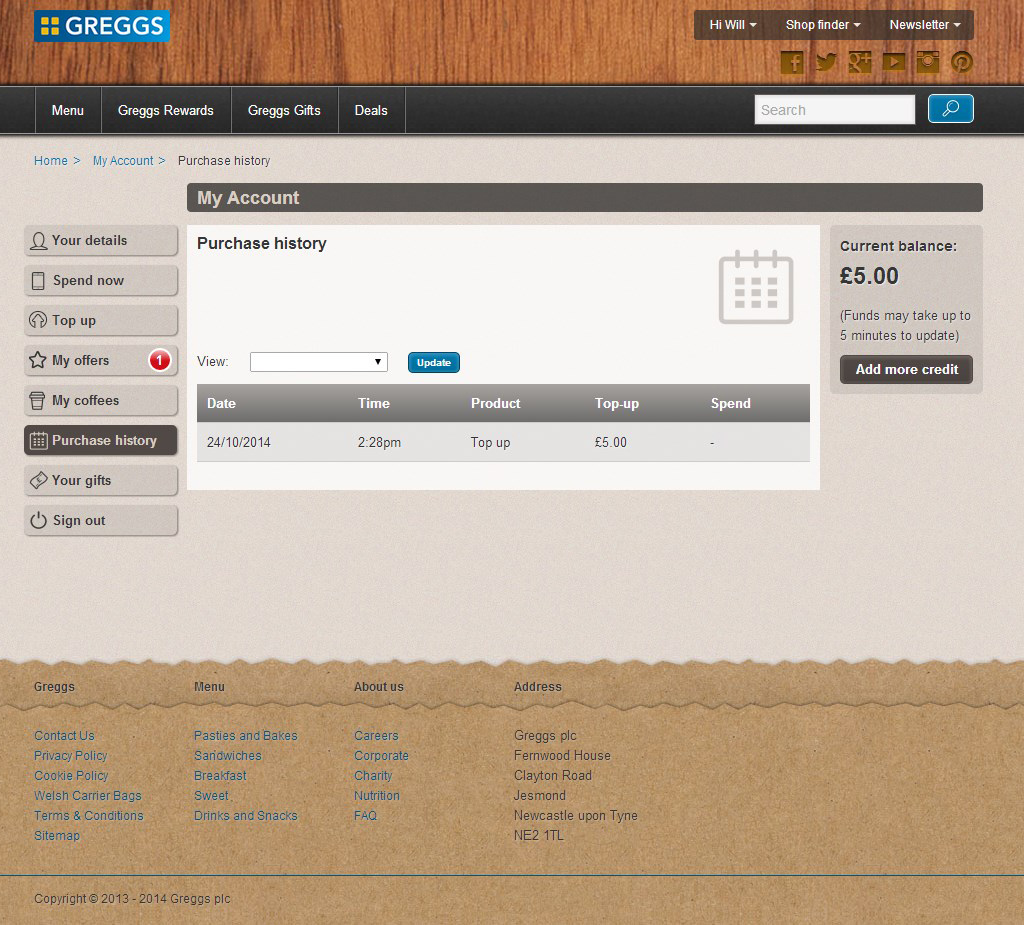 GREGGS
Hi Will Shop finder Newsletter
Menu Greggs Rewards Greggs Gifts Deals Search
Home > My Account > Purchase history
My Account
Your details
Spend now
Top up
My offers 1
My coffees
Purchase history
Your gifts
Sign out
Purchase history
View: Update
Date Time Product Top-up Spend
24/10/2014 2:28pm Top up £5.00 -
Current balance:
£5.00
(Funds may take up to
5 minutes to update)
Add more credit
Greggs
Contact Us
Privacy Policy
Cookie Policy
Welsh Carrier Bags
Terms & Conditions
Sitemap
Menu
Pasties and Bakes
Sandwiches
Breakfast
Sweet
Drinks and Snacks
About us
Careers
Corporate
Charity
Nutrition
FAQ
Address
Greggs plc
Fernwood House
Clayton Road
Jesmond
Newcastle upon Tyne
NE2 1TL
Copyright © 2013 - 2014 Greggs plc